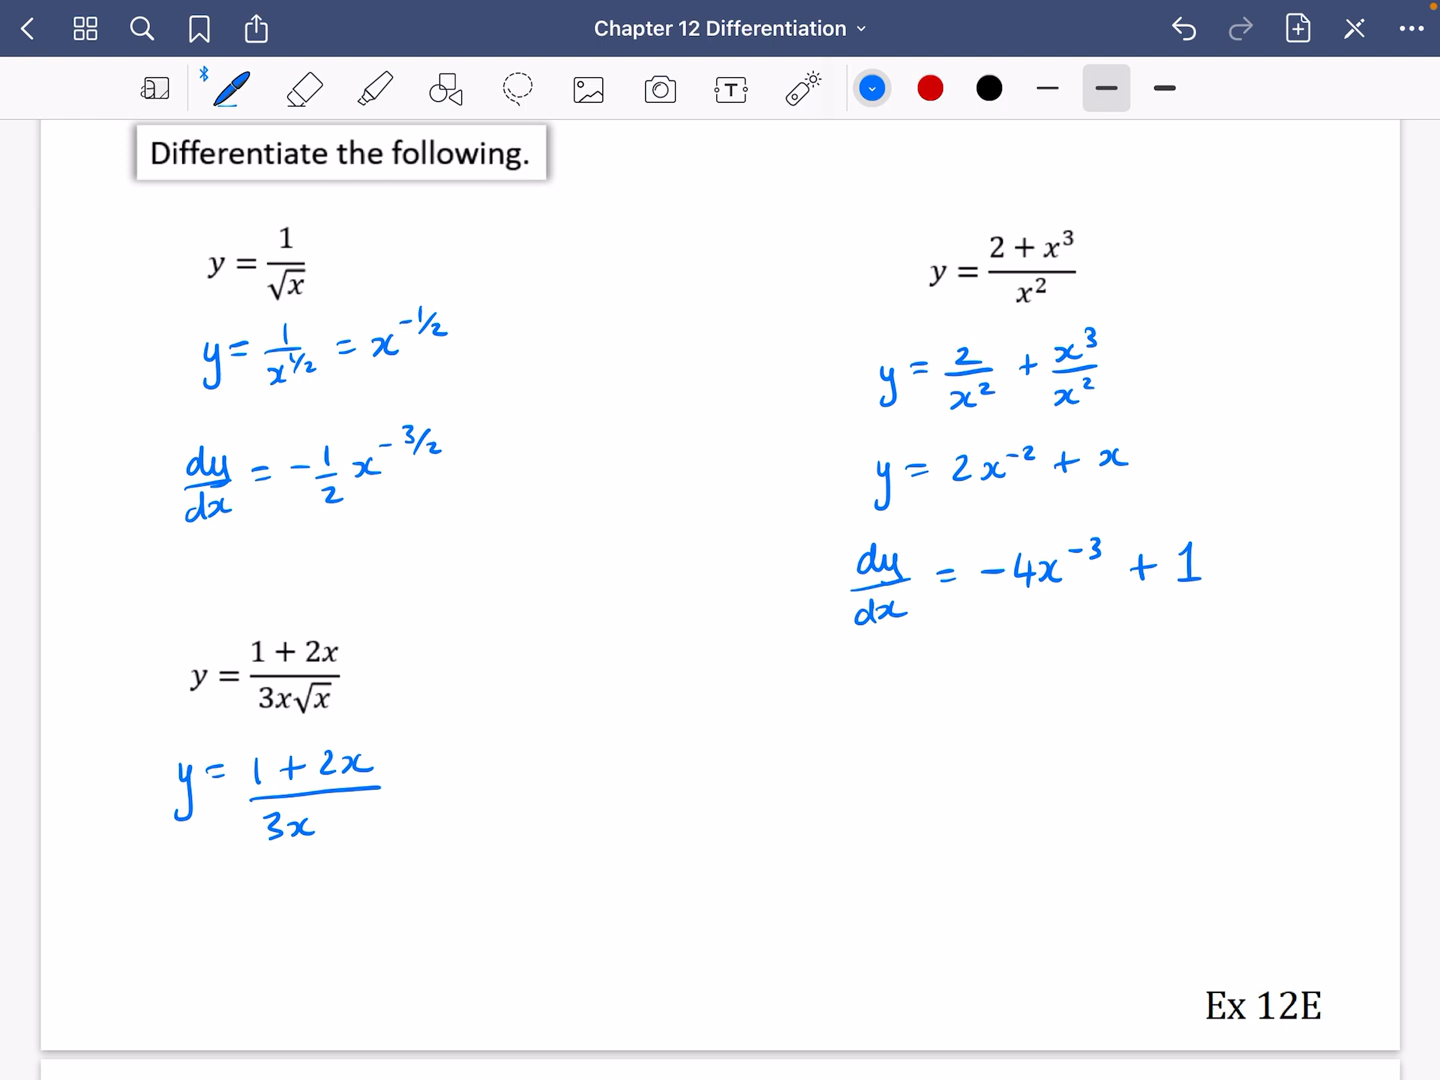 Chapter 12 Differentiation
Differentiate the following.
y = 1/√x
y = 1/x^1/2 = x^-1/2
dy/dx = -1/2 x^-3/2
y = (2 + x³)/x²
y = 2/x² + x³/x²
y = 2x⁻² + x
dy/dx = -4x⁻³ + 1
y = (1 + 2x)/(3x√x)
y = (1 + 2x)/3x
Ex 12E